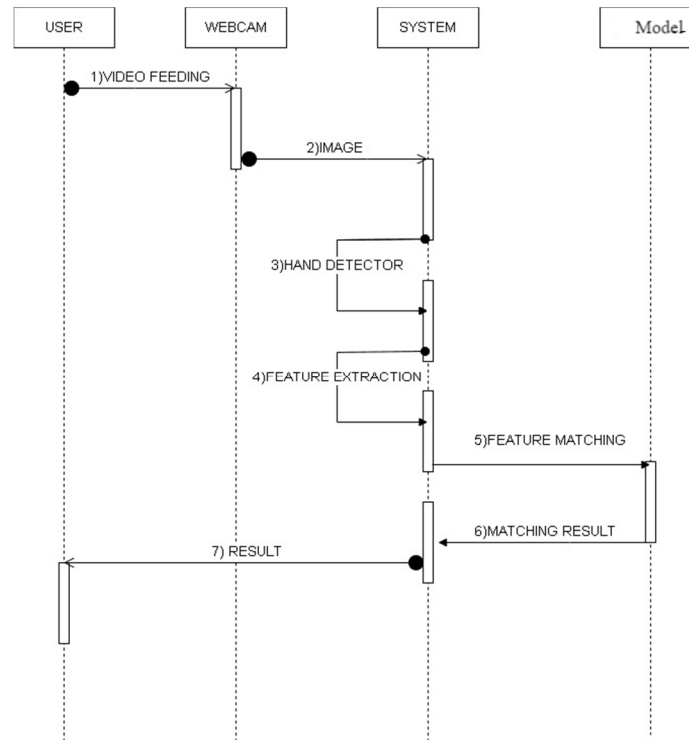 USER
WEBCAM
SYSTEM
Model
1)VIDEO FEEDING
2)IMAGE
3)HAND DETECTOR
4)FEATURE EXTRACTION
5)FEATURE MATCHING
6)MATCHING RESULT
7) RESULT